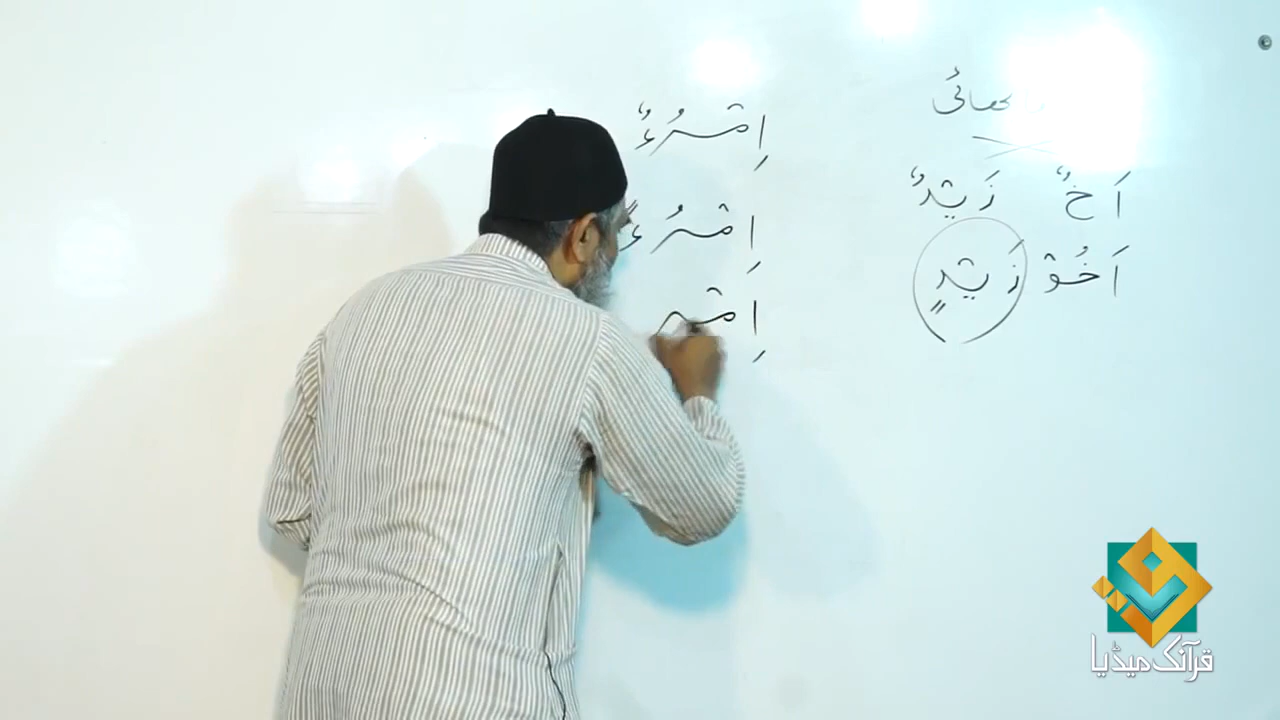 اَخٌ زَیْدٌ
اَخُوْ زَیْدٍ
اِمْرُءٌ
اِمْرُءً
اِمْر
قرآنک میڈیا